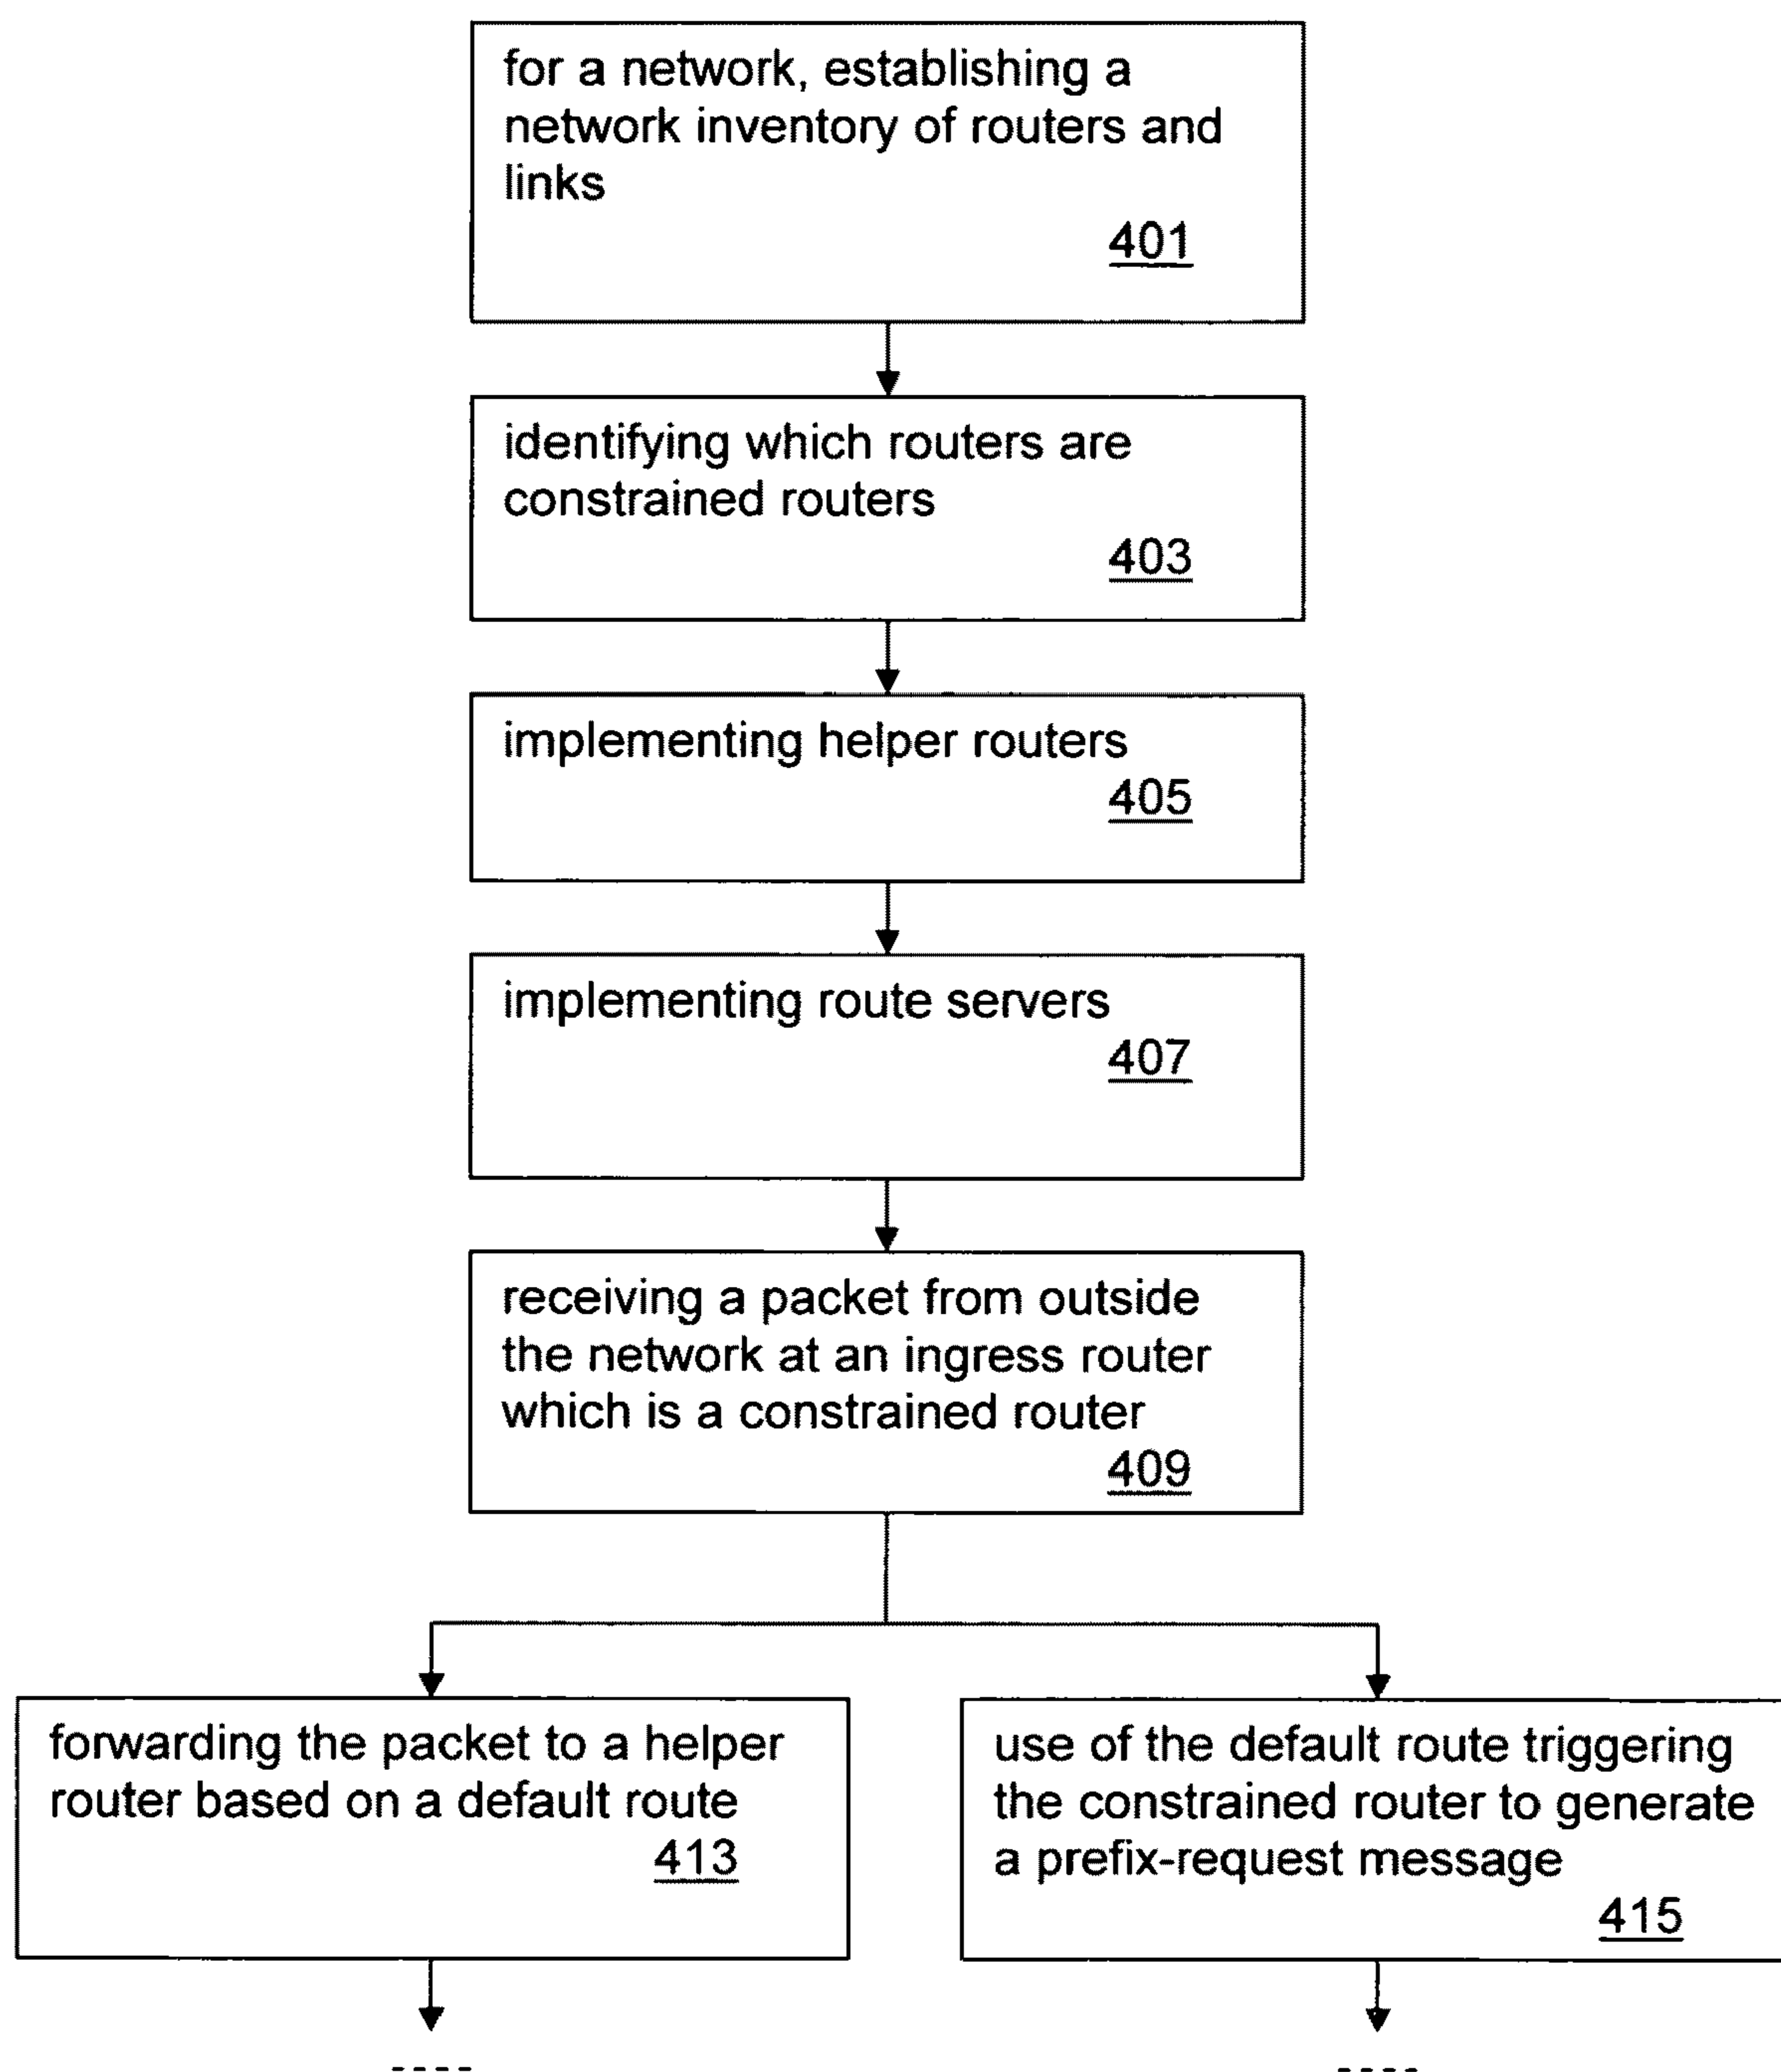 for a network, establishing a
network inventory of routers and
links
401
identifying which routers are
constrained routers
403
implementing helper routers
405
implementing route servers
407
receiving a packet from outside
the network at an ingress router
which is a constrained router
409
forwarding the packet to a helper
router based on a default route
413
use of the default route triggering
the constrained router to generate
a prefix-request message
415